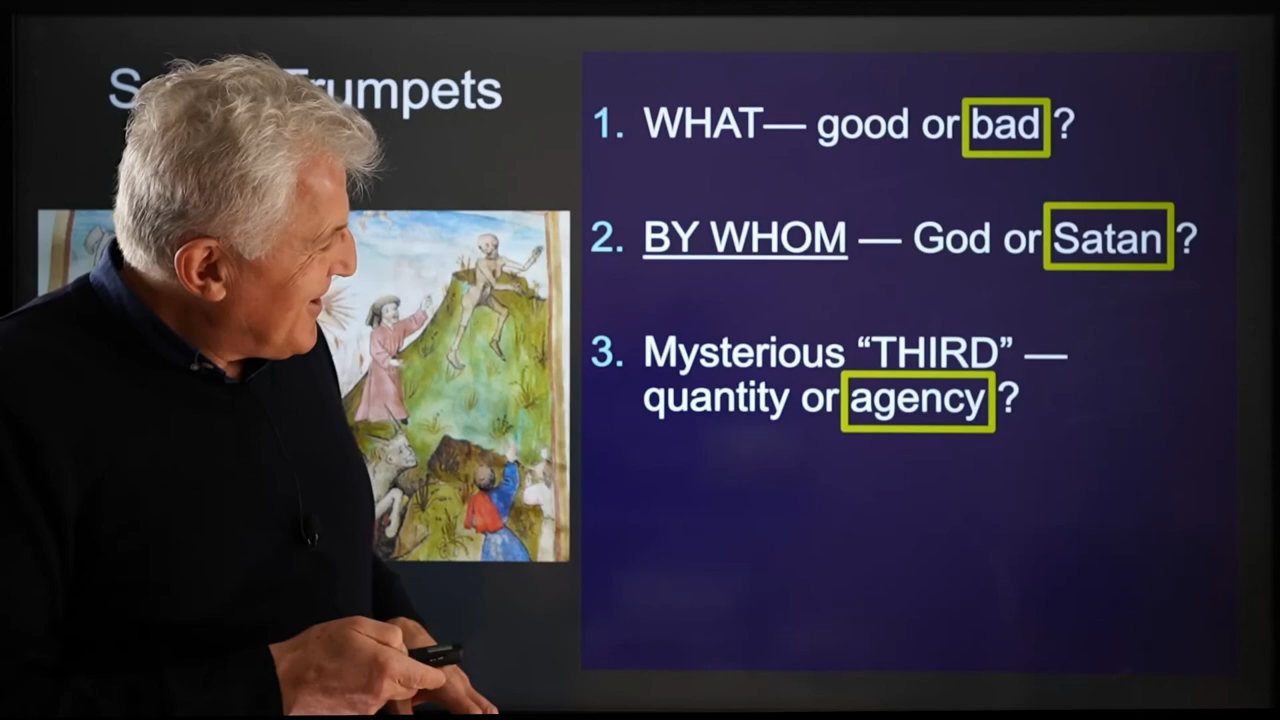 Trumpets
1. WHAT— good or bad ?
2. BY WHOM — God or Satan ?
3. Mysterious “THIRD” —
quantity or agency ?